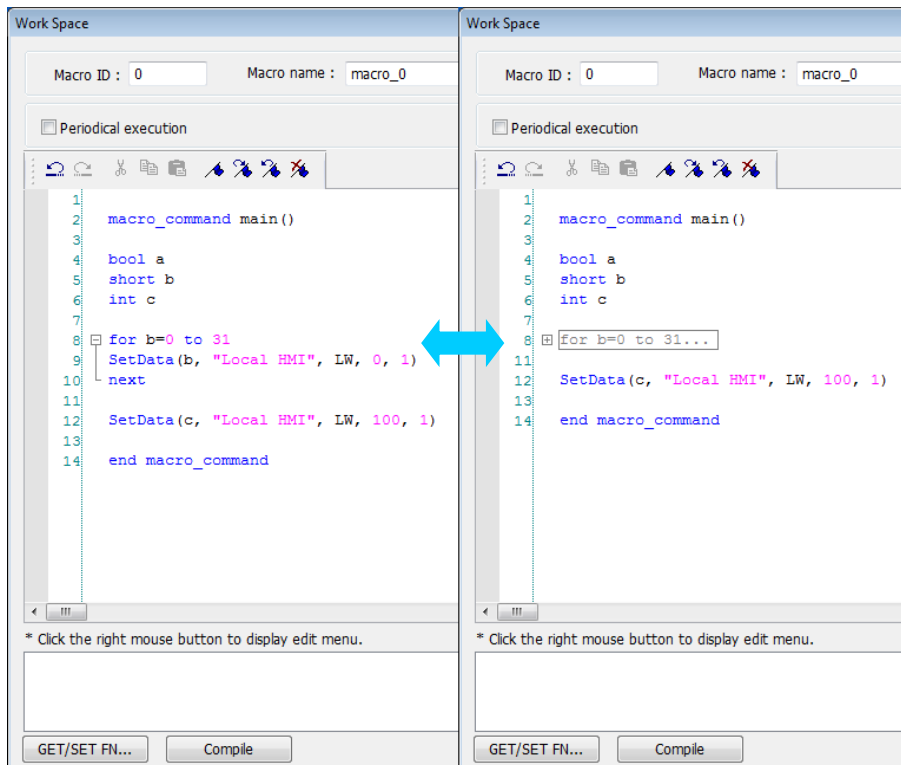 Work Space
Macro ID : 0 Macro name : macro_0
Periodical execution
1
2 macro_command main()
3
4 bool a
5 short b
6 int c
7
8 for b=0 to 31
9 SetData(b, "Local HMI", LW, 0, 1)
10 next
11
12 SetData(c, "Local HMI", LW, 100, 1)
13
14 end macro_command
* Click the right mouse button to display edit menu.
GET/SET FN... Compile
Work Space
Macro ID : 0 Macro name : macro_0
Periodical execution
1
2 macro_command main()
3
4 bool a
5 short b
6 int c
7
8 for b=0 to 31...
11
12 SetData(c, "Local HMI", LW, 100, 1)
13
14 end macro_command
* Click the right mouse button to display edit menu.
GET/SET FN... Compile